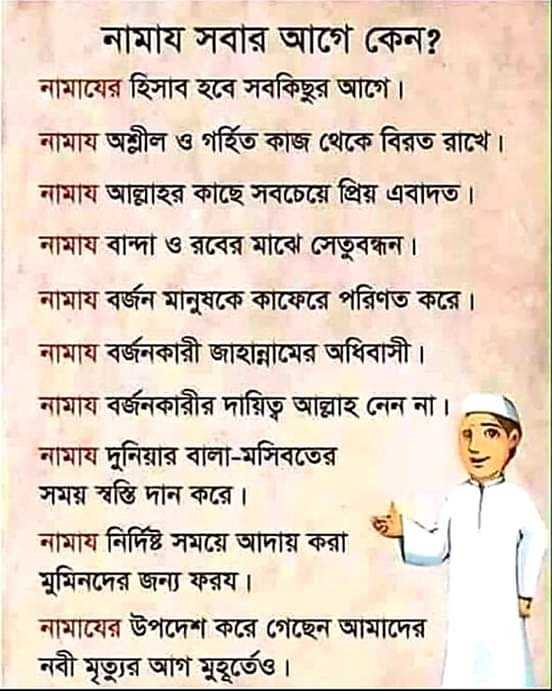 নামায সবার আগে কেন?
নামাযের হিসাব হবে সবকিছুর আগে।
নামায অশ্লীল ও গর্হিত কাজ থেকে বিরত রাখে।
নামায আল্লাহর কাছে সবচেয়ে প্রিয় এবাদত।
নামায বান্দা ও রবের মাঝে সেতুবন্ধন।
নামায বর্জন মানুষকে কাফেরে পরিণত করে।
নামায বর্জনকারী জাহান্নামের অধিবাসী।
নামায বর্জনকারীর দায়িত্ব আল্লাহ নেন না।
নামায দুনিয়ার বালা-মসিবতের
সময় স্বস্তি দান করে।
নামায নির্দিষ্ট সময়ে আদায় করা
মুমিনদের জন্য ফরয।
নামাযের উপদেশ করে গেছেন আমাদের
নবী মৃত্যুর আগ মুহূর্তেও।